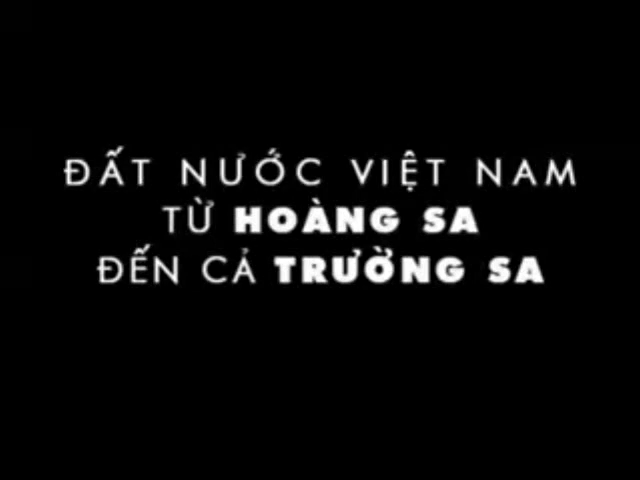 ĐẤT NƯỚC VIỆT NAM
TỪ HOÀNG SA
ĐẾN CẢ TRƯỜNG SA